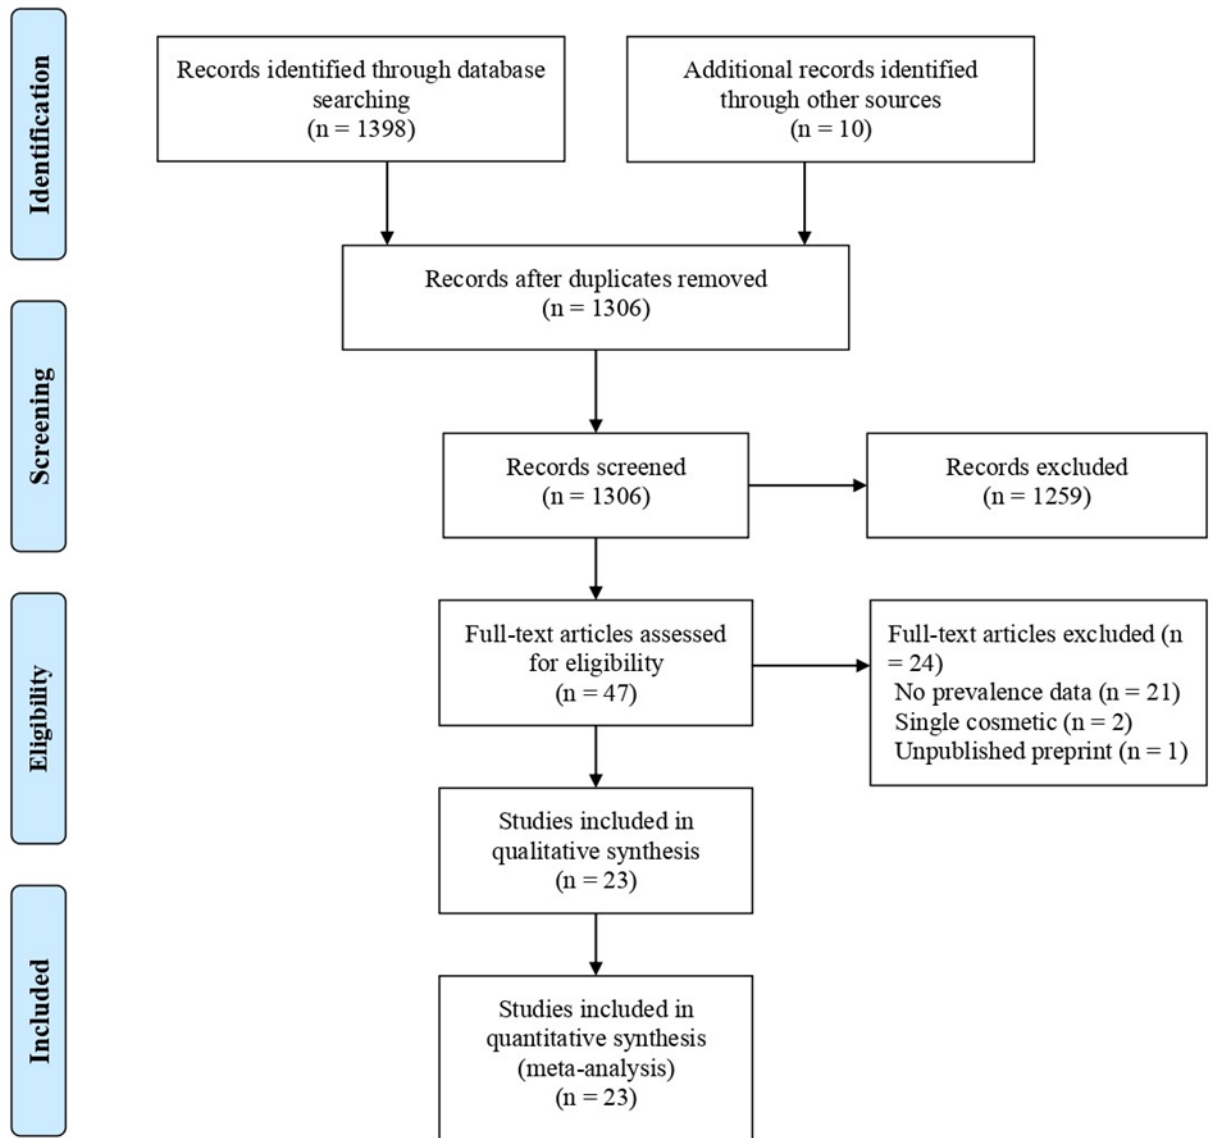 Identification
Records identified through database
searching
(n = 1398)
Additional records identified
through other sources
(n = 10)
Records after duplicates removed
(n = 1306)
Screening
Records screened
(n = 1306)
Records excluded
(n = 1259)
Eligibility
Full-text articles assessed
for eligibility
(n = 47)
Full-text articles excluded (n
= 24)
No prevalence data (n = 21)
Single cosmetic (n = 2)
Unpublished preprint (n = 1)
Studies included in
qualitative synthesis
(n = 23)
Included
Studies included in
quantitative synthesis
(meta-analysis)
(n = 23)